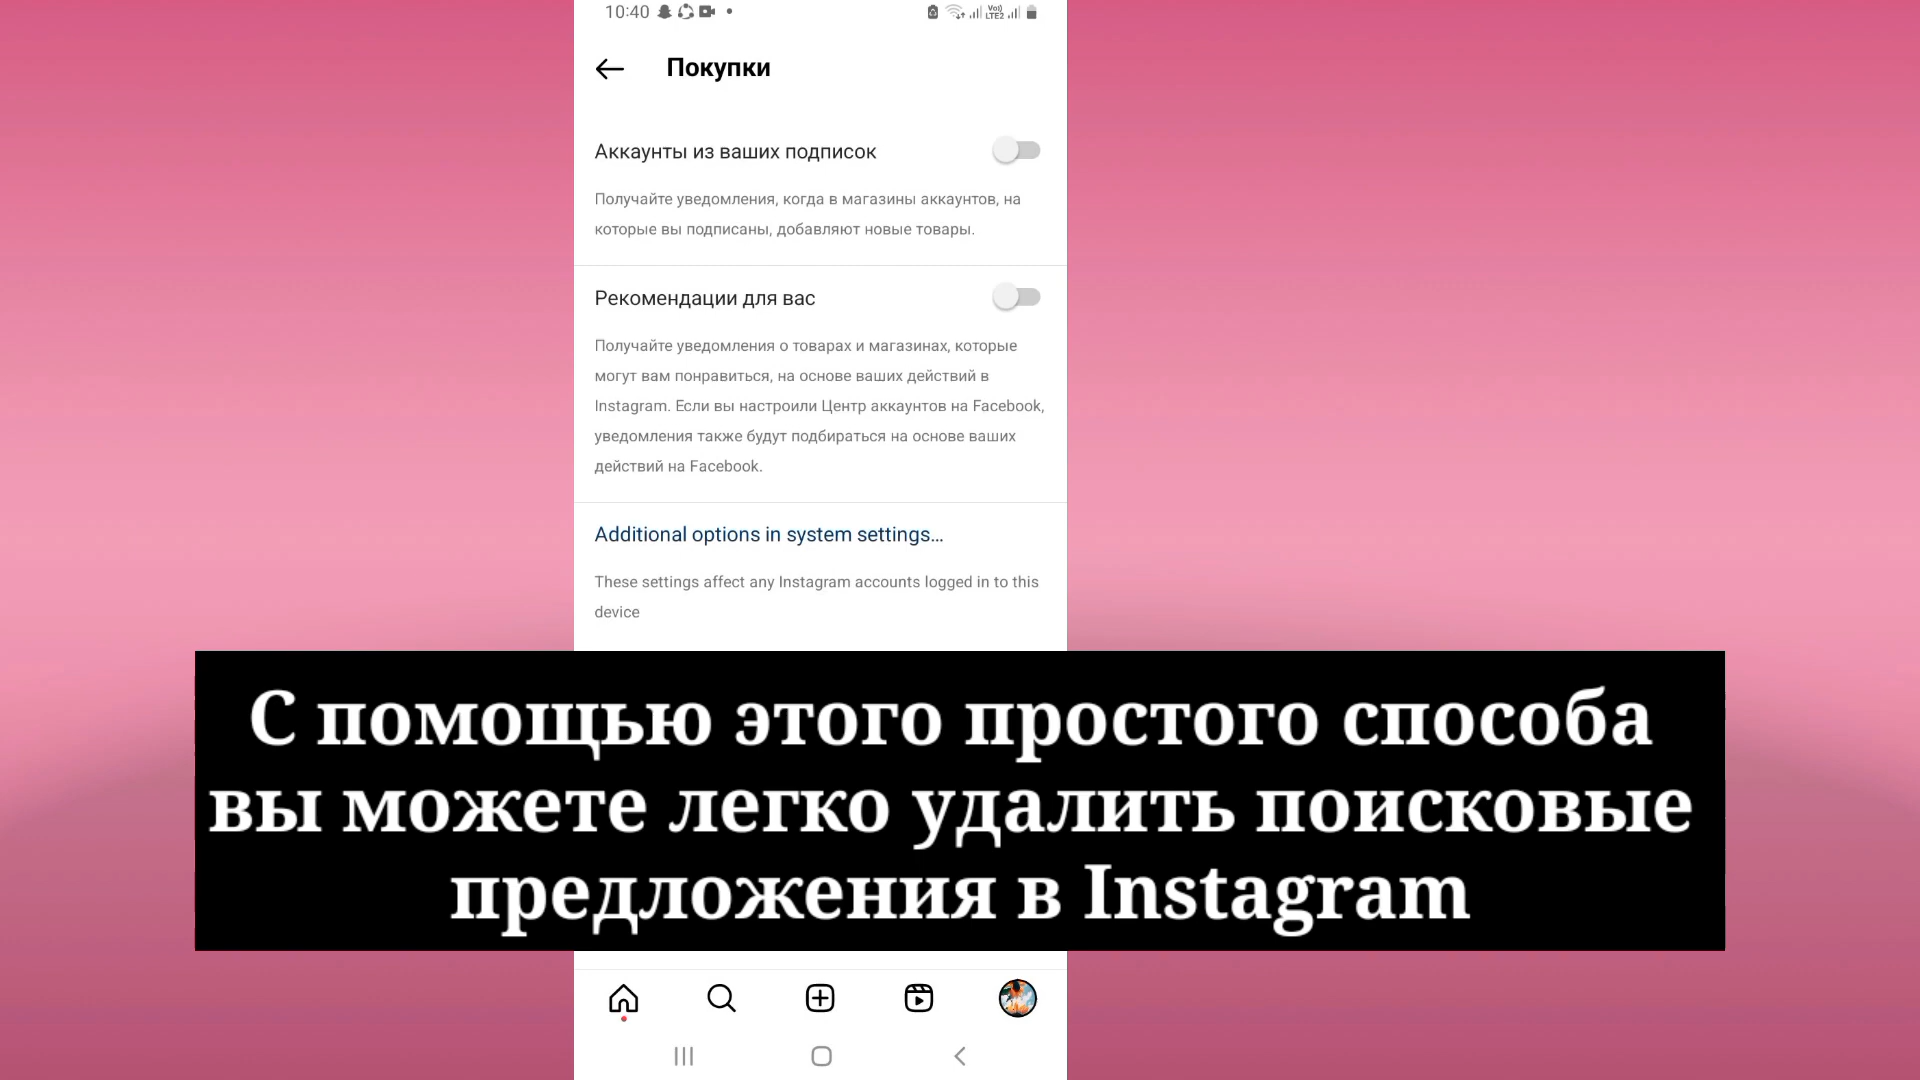 10:40
Vo)
LTE2
Покупки
Аккаунты из ваших подписок
Получайте уведомления, когда в магазины аккаунтов, на
которые вы подписаны, добавляют новые товары.
Рекомендации для вас
Получайте уведомления о товарах и магазинах, которые
могут вам понравиться, на основе ваших действий в
Instagram. Если вы настроили Центр аккаунтов на Facebook,
уведомления также будут подбираться на основе ваших
действий на Facebook.
Additional options in system settings...
These settings affect any Instagram accounts logged in to this
device
С помощью этого простого способа
вы можете легко удалить поисковые
предложения в Instagram